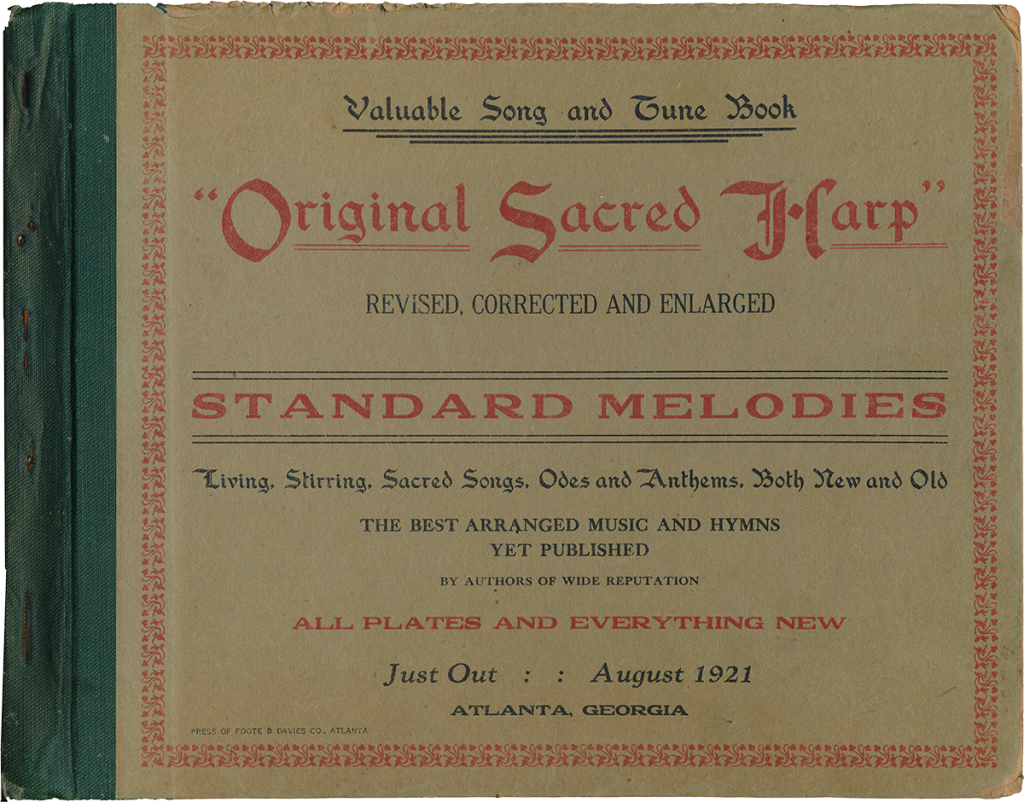 Valuable Song and Tune Book
"Original Sacred Harp"
REVISED, CORRECTED AND ENLARGED
STANDARD MELODIES
Living, Stirring, Sacred Songs, Odes and Anthems, Both New and Old
THE BEST ARRANGED MUSIC AND HYMNS
YET PUBLISHED
BY AUTHORS OF WIDE REPUTATION
ALL PLATES AND EVERYTHING NEW
Just Out : : August 1921
ATLANTA, GEORGIA
PRESS OF FOOTE & DAVIES CO., ATLANTA